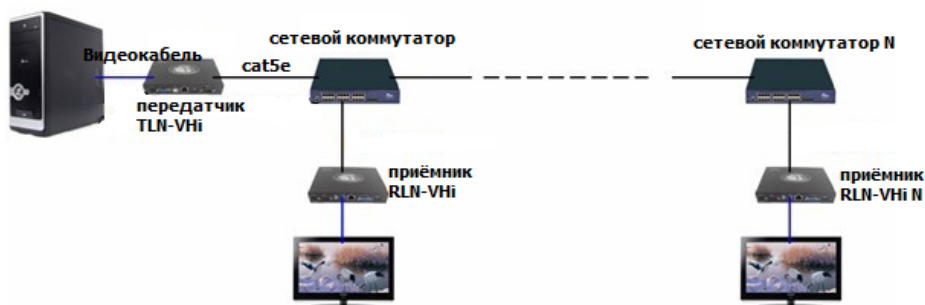 сетевой коммутатор
сетевой коммутатор N
Видеокабель
cat5e
передатчик
TLN-VHi
приёмник
RLN-VHi
приёмник
RLN-VHi N